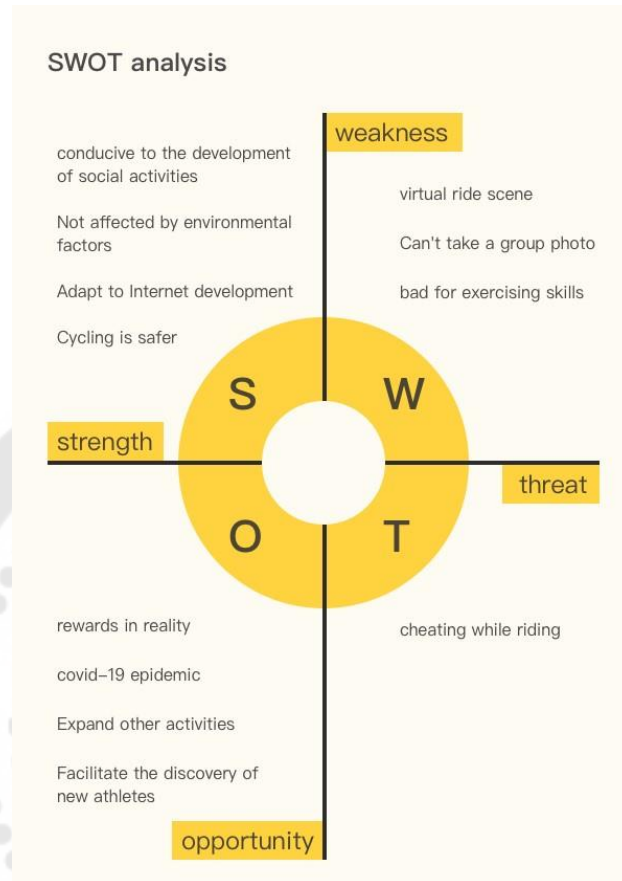 SWOT analysis
weakness
conducive to the development
of social activities
Not affected by environmental
factors
Adapt to Internet development
Cycling is safer
virtual ride scene
Can't take a group photo
bad for exercising skills
S
W
strength
threat
O
T
rewards in reality
covid-19 epidemic
Expand other activities
Facilitate the discovery of
new athletes
cheating while riding
opportunity